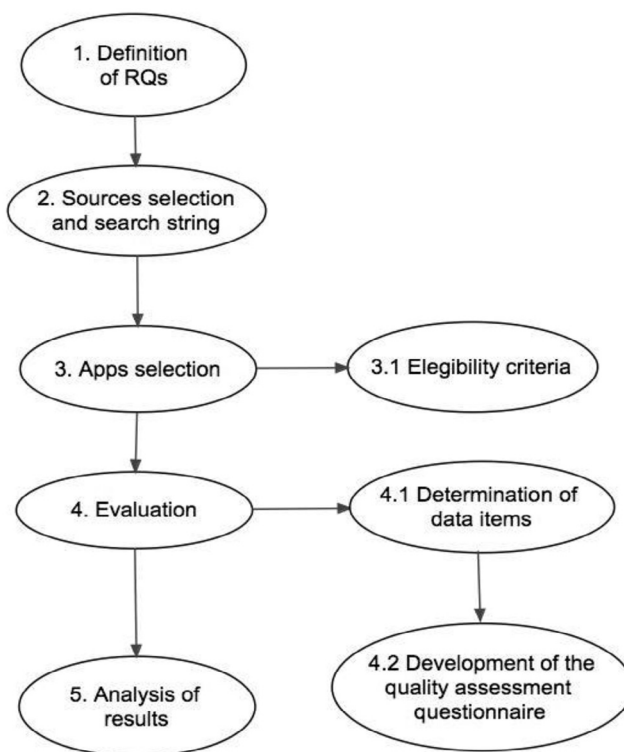 1. Definition
of RQs
2. Sources selection
and search string
3. Apps selection
3.1 Elegibility criteria
4. Evaluation
4.1 Determination of
data items
4.2 Development of the
quality assessment
questionnaire
5. Analysis of
results